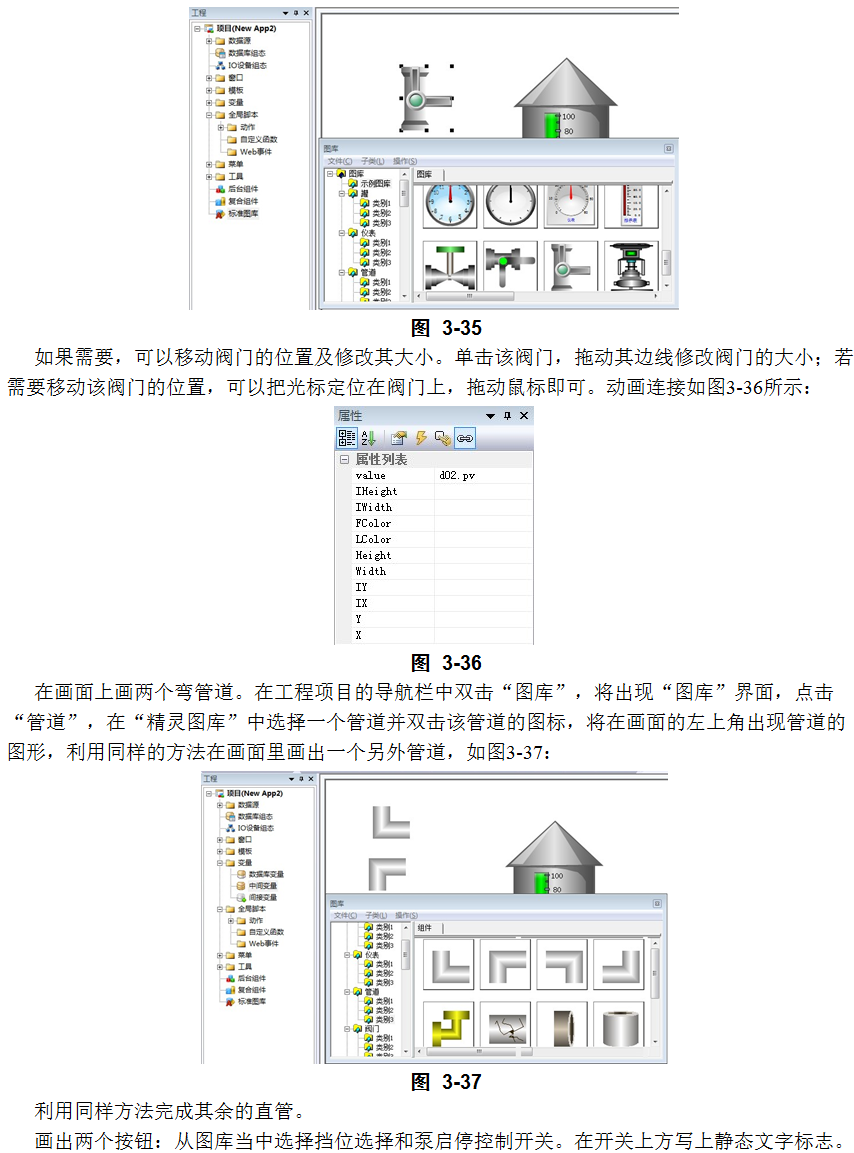 工程
项目(New App2)
数据源
数据库组态
IO设备组态
窗口
模板
变量
全局脚本
动作
自定义函数
Web事件
菜单
工具
后台组件
复合组件
标准图库
100
80
图库
文件(C) 子类(L) 操作(S)
图库
示例图库
类别1
类别2
类别3
仪表
类别1
类别2
类别3
管道
类别1
类别2
图库
图 3-35
如果需要，可以移动阀门的位置及修改其大小。单击该阀门，拖动其边线修改阀门的大小；若
需要移动该阀门的位置，可以把光标定位在阀门上，拖动鼠标即可。动画连接如图3-36所示：
属性
属性列表
value d02.pv
IHeight
IWidth
FColor
LColor
Height
Width
IY
IX
Y
X
图 3-36
在画面上画两个弯管道。在工程项目的导航栏中双击“图库”，将出现“图库”界面，点击
“管道”，在“精灵图库”中选择一个管道并双击该管道的图标，将在画面的左上角出现管道的
图形，利用同样的方法在画面里画出一个另外管道，如图3-37：
工程
项目(New App2)
数据源
数据库组态
IO设备组态
窗口
模板
变量
数据库变量
中间变量
间接变量
全局脚本
动作
自定义函数
Web事件
菜单
工具
后台组件
复合组件
标准图库
100
80
图库
文件(C) 子类(L) 操作(S)
类别1
类别2
类别3
仪表
类别1
类别2
类别3
管道
类别1
类别2
类别3
阀门
类别1
类别2
组件
图 3-37
利用同样方法完成其余的直管。
画出两个按钮：从图库当中选择挡位选择和泵启停控制开关。在开关上方写上静态文字标志。